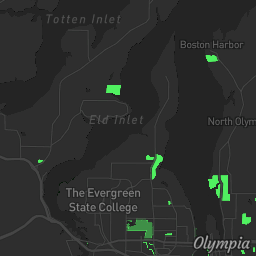 Totten Inlet
Boston Harbor
Eld Inlet
North Olym
The Evergreen
State College
Olympia